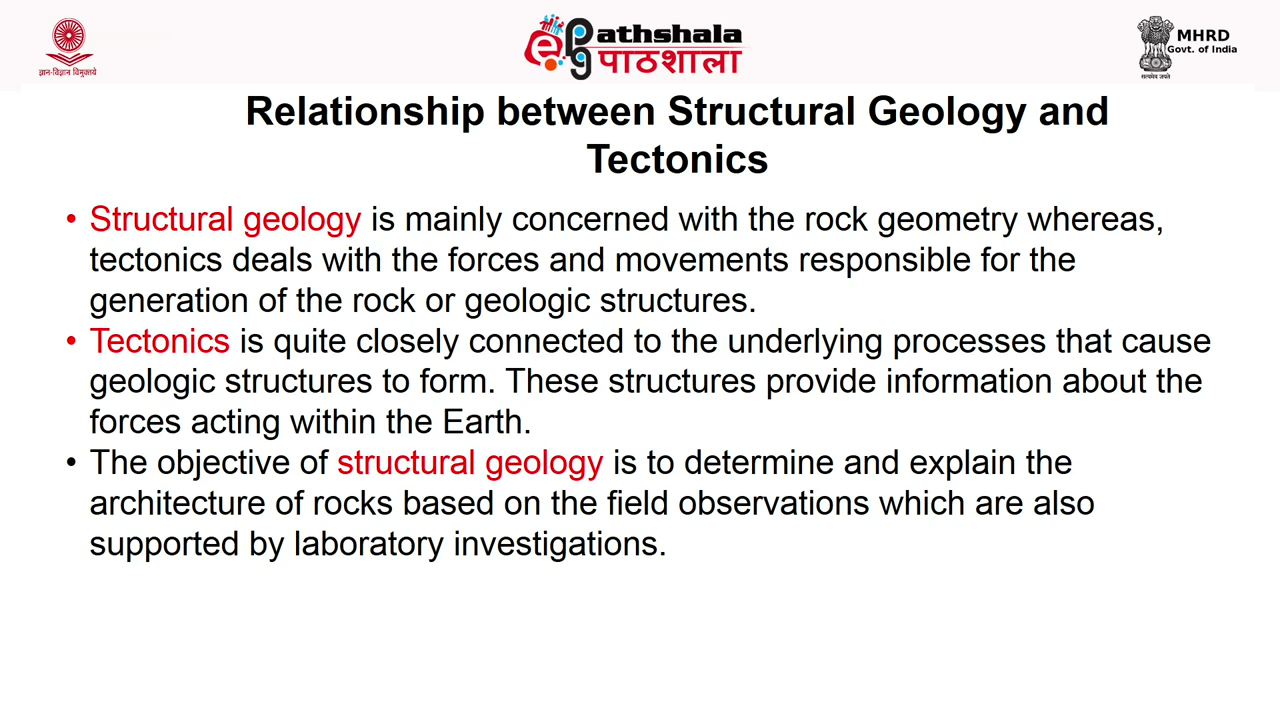 ज्ञान-विज्ञान विमुक्तये
e Pathshala
पाठशाला
MHRD
Govt. of India
सत्यमेव जयते
Relationship between Structural Geology and
Tectonics
• Structural geology is mainly concerned with the rock geometry whereas,
tectonics deals with the forces and movements responsible for the
generation of the rock or geologic structures.
• Tectonics is quite closely connected to the underlying processes that cause
geologic structures to form. These structures provide information about the
forces acting within the Earth.
• The objective of structural geology is to determine and explain the
architecture of rocks based on the field observations which are also
supported by laboratory investigations.